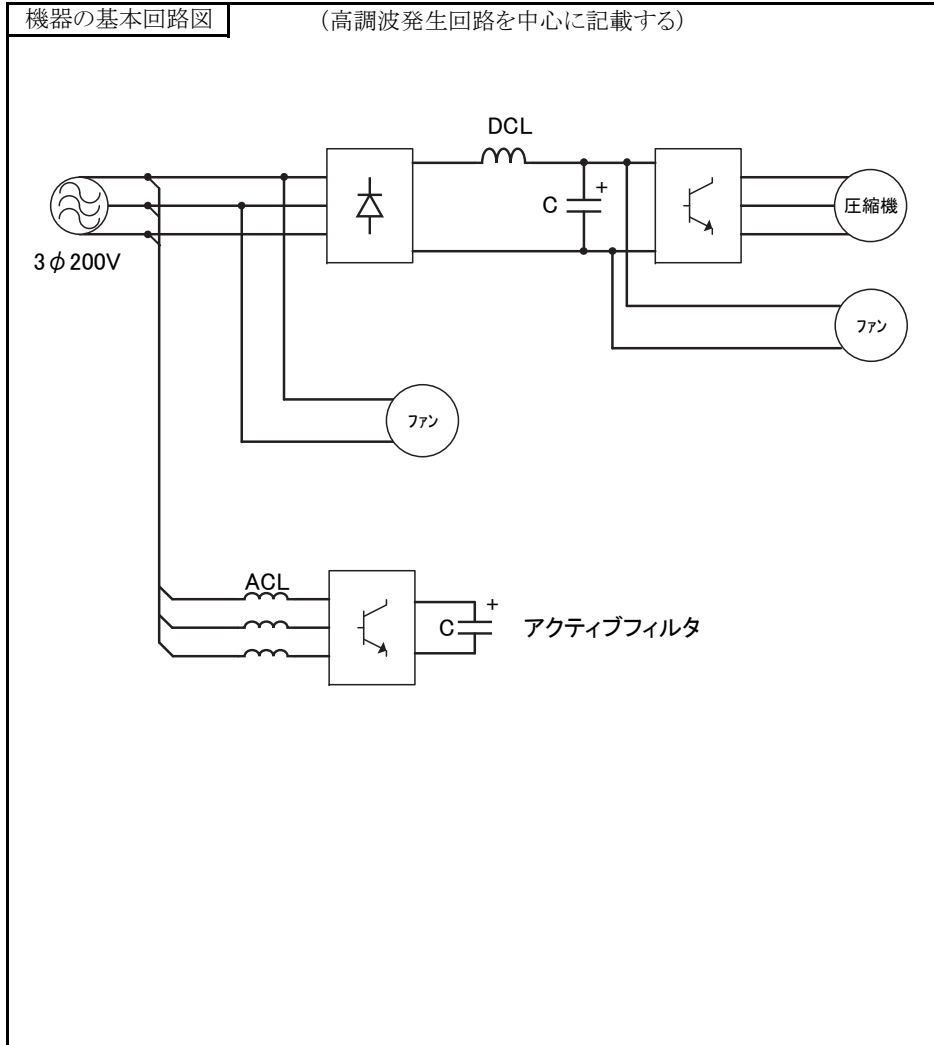 機器の基本回路図 (高調波発生回路を中心に記載する)
DCL
+
C
圧縮機
3φ200V
ファン
ファン
ACL
+
C
アクティブフィルタ